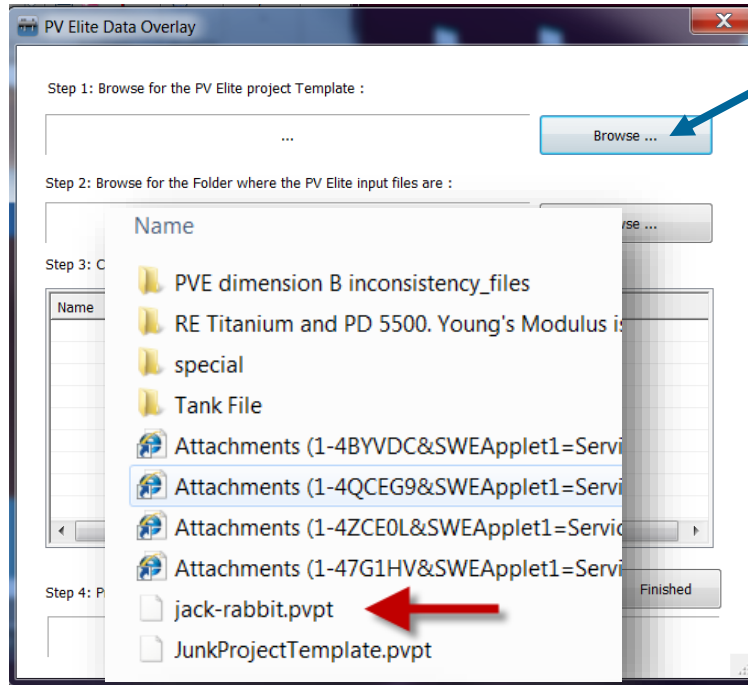 PV Elite Data Overlay
Step 1: Browse for the PV Elite project Template :
...
Browse ...
Step 2: Browse for the Folder where the PV Elite input files are :
Name
PVE dimension B inconsistency_files
RE Titanium and PD 5500. Young's Modulus
special
Tank File
Attachments (1-4BYVDC&SWEApplet1=Servi
Attachments (1-4QCEG9&SWEApplet1=Servi
Attachments (1-4ZCE0L&SWEApplet1=Servic
Attachments (1-47G1HV&SWEApplet1=Servi
jack-rabbit.pvpt
JunkProjectTemplate.pvpt
Step 3: C
Name
Step 4: P
Finished